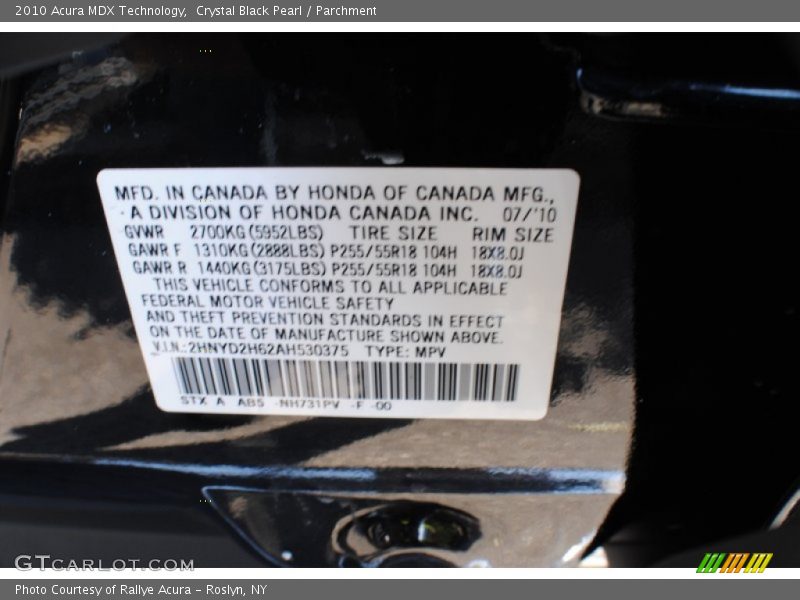 2010 Acura MDX Technology, Crystal Black Pearl / Parchment
MFD. IN CANADA BY HONDA OF CANADA MFG.,
A DIVISION OF HONDA CANADA INC. 07/'10
GVWR 2700KG(5952LBS) TIRE SIZE RIM SIZE
GAWR F 1310KG(2888LBS) P255/55R18 104H 18X8.0J
GAWR R 1440KG(3175LBS) P255/55R18 104H 18X8.0J
THIS VEHICLE CONFORMS TO ALL APPLICABLE
FEDERAL MOTOR VEHICLE SAFETY
AND THEFT PREVENTION STANDARDS IN EFFECT
ON THE DATE OF MANUFACTURE SHOWN ABOVE.
V.I.N.:2HNYD2H62AH530375 TYPE: MPV
STX A ABS -NH731PV -F -00
GTCARLOT.COM
Photo Courtesy of Rallye Acura - Roslyn, NY